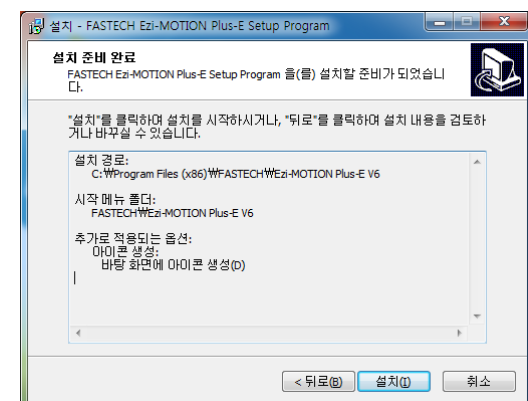 설치 - FASTECH Ezi-MOTION Plus-E Setup Program
설치 준비 완료
FASTECH Ezi-MOTION Plus-E Setup Program 을(를) 설치할 준비가 되었습니
다.
"설치"를 클릭하여 설치를 시작하시거나, "뒤로"를 클릭하여 설치 내용을 검토하
거나 바꾸실 수 있습니다.
설치 경로:
C:₩Program Files (x86)₩FASTECH₩Ezi-MOTION Plus-E V6
시작 메뉴 폴더:
FASTECH₩Ezi-MOTION Plus-E V6
추가로 적용되는 옵션:
아이콘 생성:
바탕 화면에 아이콘 생성(D)
< 뒤로(B) 설치(I) 취소